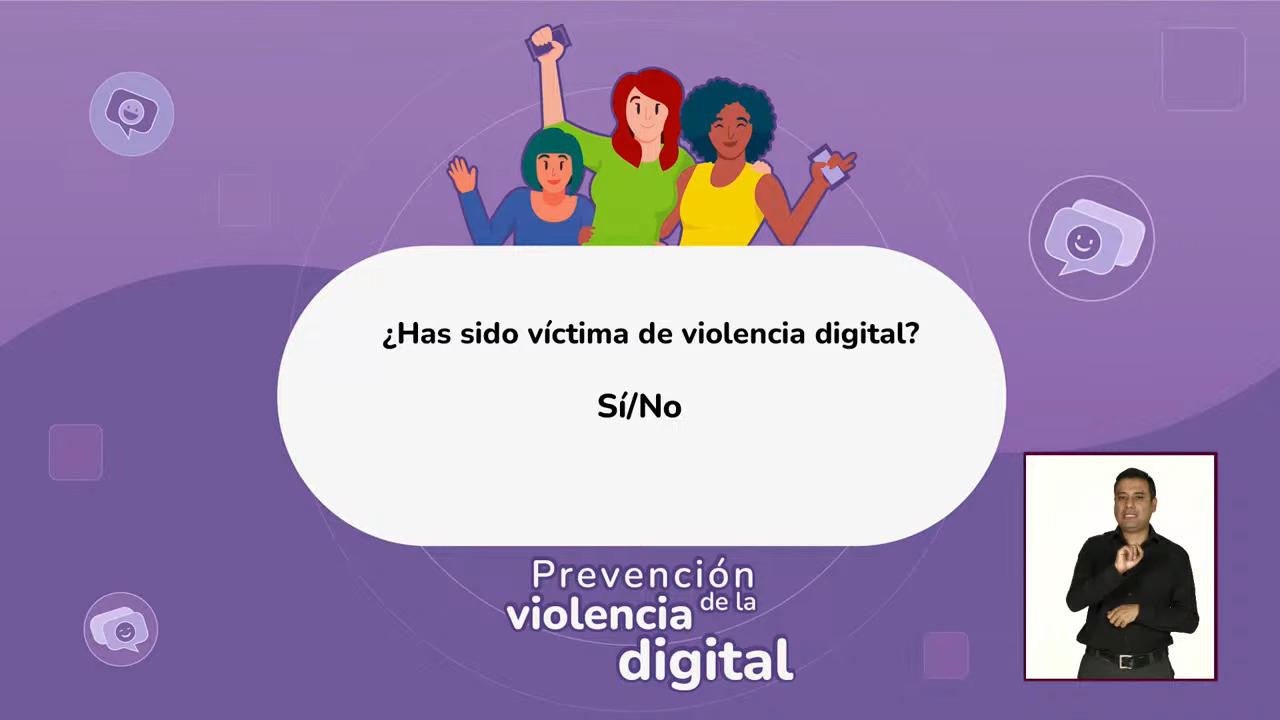 ¿Has sido víctima de violencia digital?
Sí/No
Prevención
violencia de la
digital